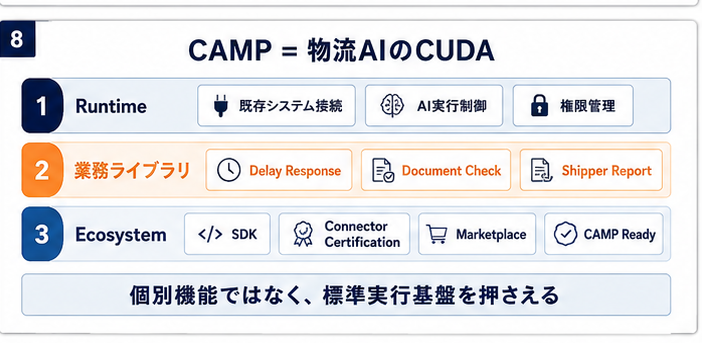 8
CAMP = 物流AIのCUDA
1 Runtime 既存システム接続 AI実行制御 権限管理
2 業務ライブラリ Delay Response Document Check Shipper Report
3 Ecosystem </> SDK Connector Certification Marketplace CAMP Ready
個別機能ではなく、標準実行基盤を押さえる